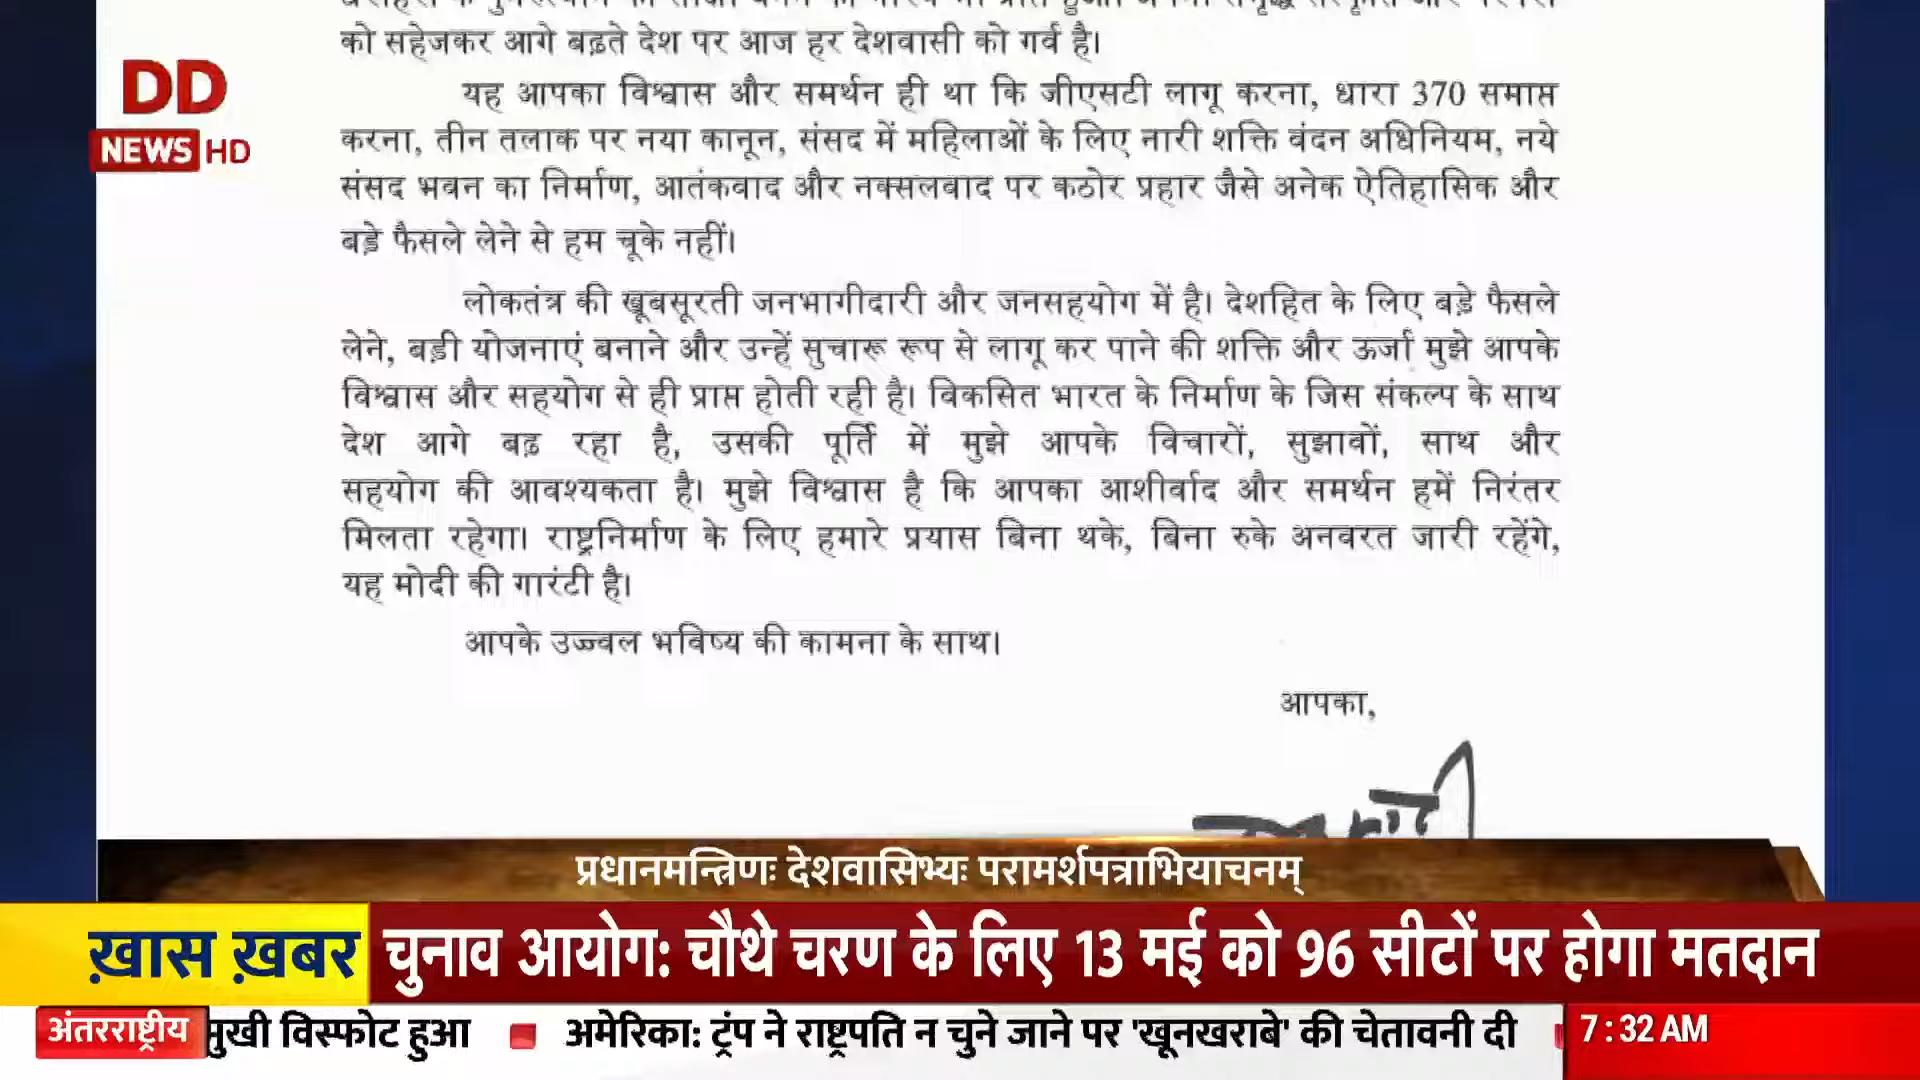 को सहेजकर आगे बढ़ते देश पर आज हर देशवासी को गर्व है।
DD
NEWS HD
यह आपका विश्वास और समर्थन ही था कि जीएसटी लागू करना, धारा 370 समाप्त
करना, तीन तलाक पर नया कानून, संसद में महिलाओं के लिए नारी शक्ति वंदन अधिनियम, नये
संसद भवन का निर्माण, आतंकवाद और नक्सलवाद पर कठोर प्रहार जैसे अनेक ऐतिहासिक और
बड़े फैसले लेने से हम चूके नहीं।
लोकतंत्र की खूबसूरती जनभागीदारी और जनसहयोग में है। देशहित के लिए बड़े फैसले
लेने, बड़ी योजनाएं बनाने और उन्हें सुचारू रूप से लागू कर पाने की शक्ति और ऊर्जा मुझे आपके
विश्वास और सहयोग से ही प्राप्त होती रही है। विकसित भारत के निर्माण के जिस संकल्प के साथ
देश आगे बढ़ रहा है, उसकी पूर्ति में मुझे आपके विचारों, सुझावों, साथ और
सहयोग की आवश्यकता है। मुझे विश्वास है कि आपका आशीर्वाद और समर्थन हमें निरंतर
मिलता रहेगा। राष्ट्रनिर्माण के लिए हमारे प्रयास बिना थके, बिना रुके अनवरत जारी रहेंगे,
यह मोदी की गारंटी है।
आपके उज्ज्वल भविष्य की कामना के साथ।
आपका,
प्रधानमन्त्रिणः देशवासिभ्यः परामर्शपत्राभियाचनम्
ख़ास ख़बर चुनाव आयोग: चौथे चरण के लिए 13 मई को 96 सीटों पर होगा मतदान
अंतरराष्ट्रीय मुखी विस्फोट हुआ अमेरिका: ट्रंप ने राष्ट्रपति न चुने जाने पर 'खूनखराबे' की चेतावनी दी 7:32 AM